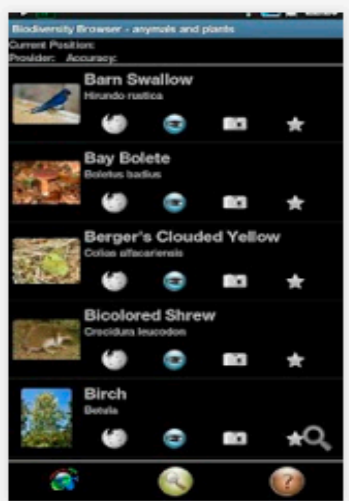 Biodiversity Browser - anymals and plants
Current Position:
Provider: Accuracy:
Barn Swallow
Hirundo rustica
Bay Bolete
Boletus badius
Berger's Clouded Yellow
Colias alfacariensis
Bicolored Shrew
Crocidura leucodon
Birch
Betula